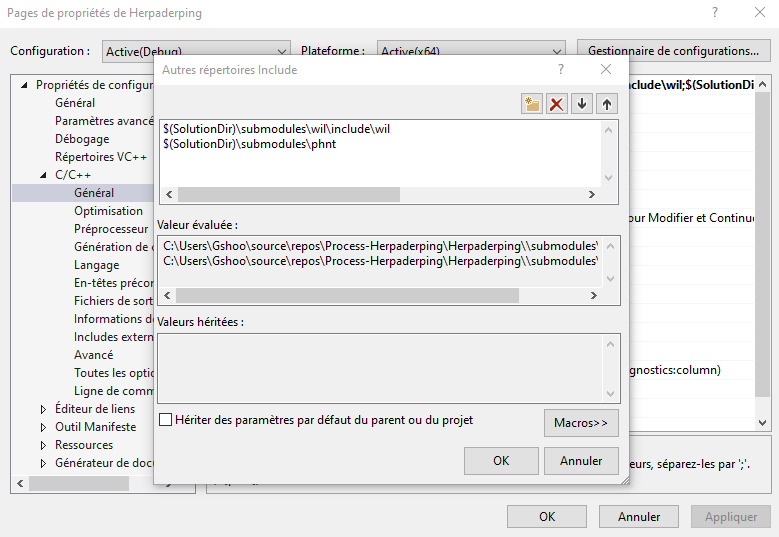 Pages de propriétés de Herpaderping
Configuration : Active(Debug) Plateforme : Active(x64) Gestionnaire de configurations...
Autres répertoires Include
Propriétés de configur
nclude\wil;$(SolutionDi
Général
Paramètres avancé
Débogage
Répertoires VC++
C/C++
Général
Optimisation
Préprocesseur
our Modifier et Continue
Génération de c
Langage
En-têtes précor
Fichiers de sort
Informations de
Includes extern
Avancé
gnostics:column)
Toutes les optio
Ligne de comm
Éditeur de liens
Outil Manifeste
Ressources
eurs, séparez-les par ';'.
Générateur de docu
$(SolutionDir)\submodules\wil\include\wil
$(SolutionDir)\submodules\phnt
Valeur évaluée :
C:\Users\Gshoo\source\repos\Process-Herpaderping\Herpaderping\\submodules\
C:\Users\Gshoo\source\repos\Process-Herpaderping\Herpaderping\\submodules\
Valeurs héritées :
Hériter des paramètres par défaut du parent ou du projet
Macros>>
OK Annuler
OK Annuler Appliquer